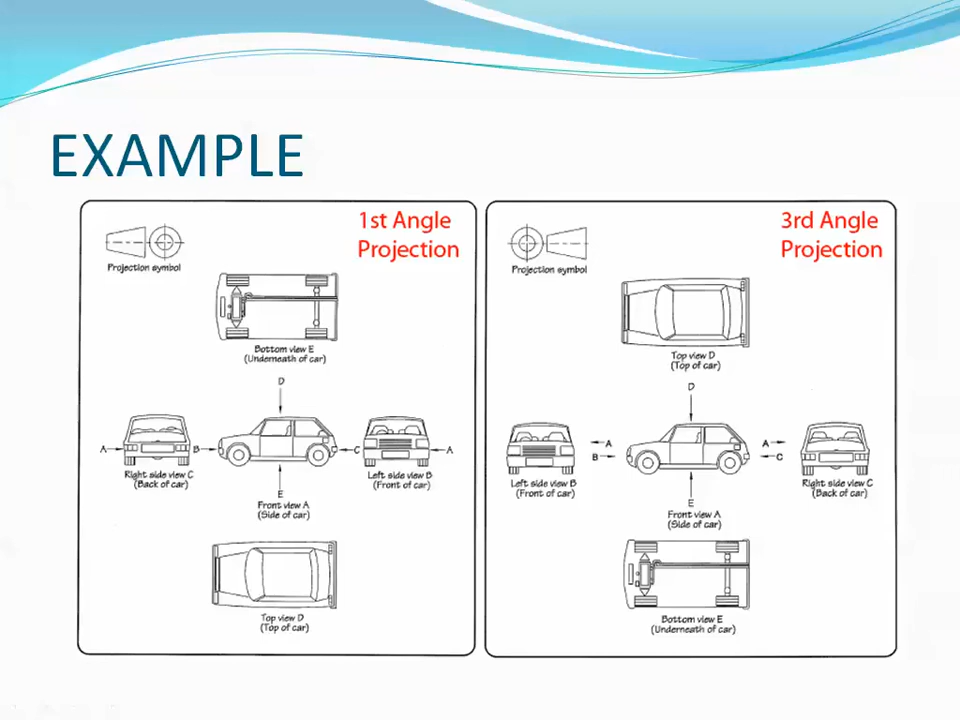 EXAMPLE
1st Angle
Projection
Projection symbol
Bottom view E
(Underneath of car)
D
A
B
C
A
Right side view C
(Back of car)
Left side view B
(Front of car)
E
Front view A
(Side of car)
Top view D
(Top of car)
3rd Angle
Projection
Projection symbol
Top view D
(Top of car)
D
A
B
A
C
Left side view B
(Front of car)
Right side view C
(Back of car)
E
Front view A
(Side of car)
Bottom view E
(Underneath of car)